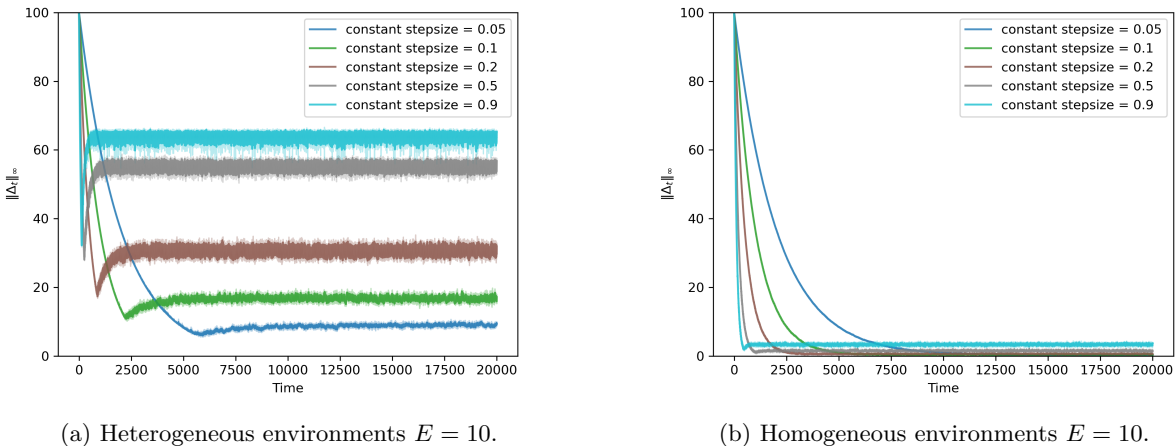 100
80
60
40
20
0
‖Δt‖∞
0 2500 5000 7500 10000 12500 15000 17500 20000
Time
constant stepsize = 0.05
constant stepsize = 0.1
constant stepsize = 0.2
constant stepsize = 0.5
constant stepsize = 0.9
(a) Heterogeneous environments E = 10.
100
80
60
40
20
0
‖Δt‖∞
0 2500 5000 7500 10000 12500 15000 17500 20000
Time
constant stepsize = 0.05
constant stepsize = 0.1
constant stepsize = 0.2
constant stepsize = 0.5
constant stepsize = 0.9
(b) Homogeneous environments E = 10.